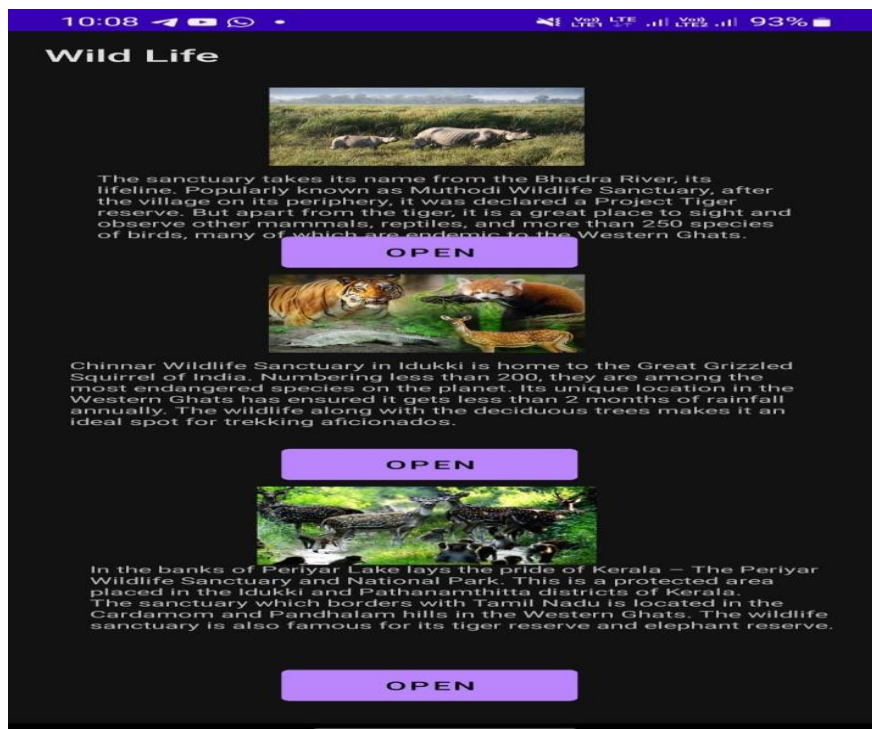 10:08
Vo)) LTE1 LTE Vo)) LTE2 93%
Wild Life
The sanctuary takes its name from the Bhadra River, its
lifeline. Popularly known as Muthodi Wildlife Sanctuary, after
the village on its periphery, it was declared a Project Tiger
reserve. But apart from the tiger, it is a great place to sight and
observe other mammals, reptiles, and more than 250 species
of birds, many of which are endemic to the Western Ghats.
OPEN
Chinnar Wildlife Sanctuary in Idukki is home to the Great Grizzled
Squirrel of India. Numbering less than 200, they are among the
most endangered species on the planet. Its unique location in the
Western Ghats has ensured it gets less than 2 months of rainfall
annually. The wildlife along with the deciduous trees makes it an
ideal spot for trekking aficionados.
OPEN
In the banks of Periyar Lake lays the pride of Kerala – The Periyar
Wildlife Sanctuary and National Park. This is a protected area
placed in the Idukki and Pathanamthitta districts of Kerala.
The sanctuary which borders with Tamil Nadu is located in the
Cardamom and Pandhalam hills in the Western Ghats. The wildlife
sanctuary is also famous for its tiger reserve and elephant reserve.
OPEN